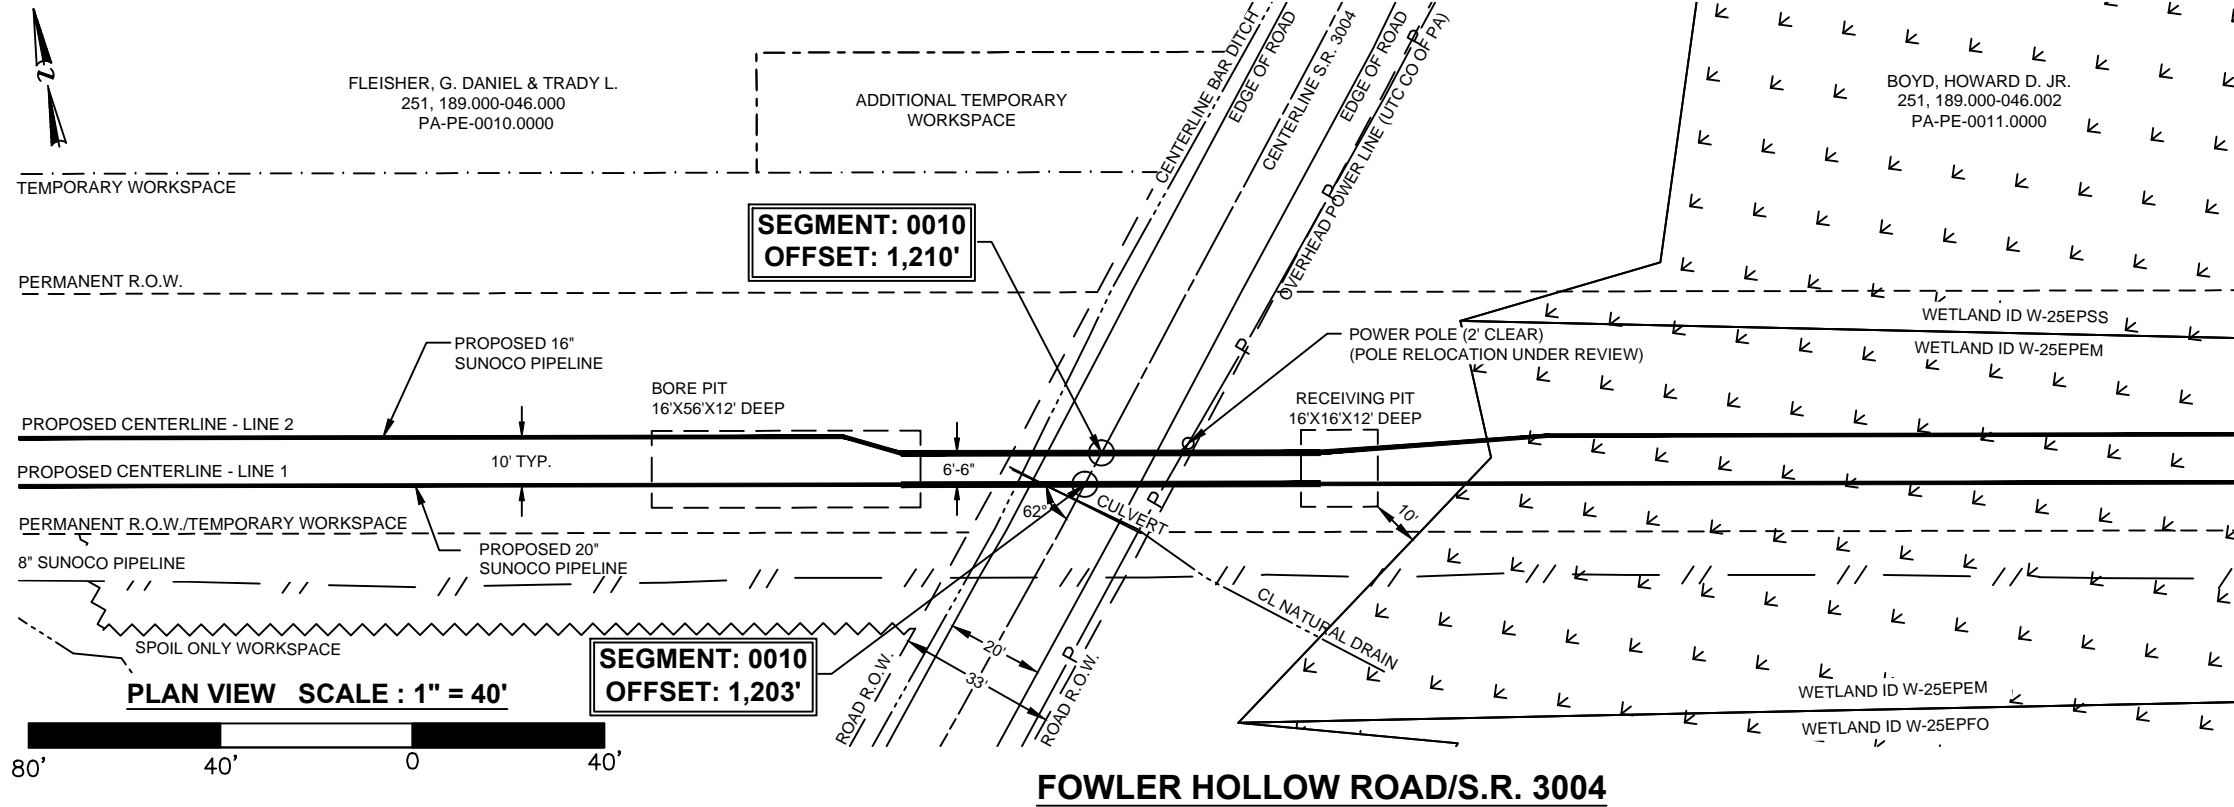 FLEISHER, G. DANIEL & TRADY L.
251, 189.000-046.000
PA-PE-0010.0000
ADDITIONAL TEMPORARY
WORKSPACE
CENTERLINE BAR DITCH
EDGE OF ROAD
CENTERLINE S.R. 3004
EDGE OF ROAD
OVERHEAD POWER LINE (UTC CO OF PA)
P
P
P
P
P
BOYD, HOWARD D. JR.
251, 189.000-046.002
PA-PE-0011.0000
TEMPORARY WORKSPACE
SEGMENT: 0010
OFFSET: 1,210'
PERMANENT R.O.W.
PROPOSED 16"
SUNOCO PIPELINE
POWER POLE (2' CLEAR)
(POLE RELOCATION UNDER REVIEW)
WETLAND ID W-25EPSS
WETLAND ID W-25EPEM
BORE PIT
16'X56'X12' DEEP
RECEIVING PIT
16'X16'X12' DEEP
PROPOSED CENTERLINE - LINE 2
10' TYP.
6'-6"
PROPOSED CENTERLINE - LINE 1
62°
CULVERT
10'
PERMANENT R.O.W./TEMPORARY WORKSPACE
PROPOSED 20"
SUNOCO PIPELINE
8" SUNOCO PIPELINE
CL NATURAL DRAIN
SPOIL ONLY WORKSPACE
SEGMENT: 0010
OFFSET: 1,203'
20'
33'
ROAD R.O.W.
ROAD R.O.W.
WETLAND ID W-25EPEM
WETLAND ID W-25EPFO
PLAN VIEW SCALE : 1" = 40'
80' 40' 0 40'
FOWLER HOLLOW ROAD/S.R. 3004